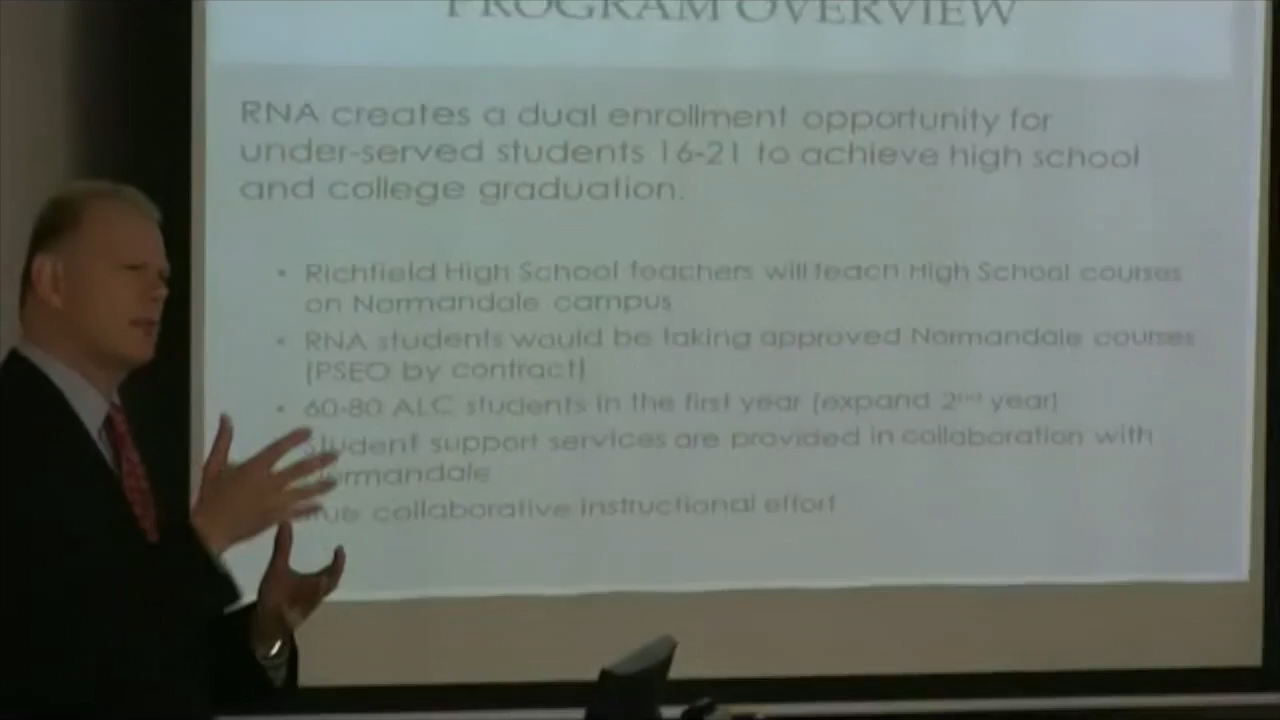 PROGRAM OVERVIEW
RNA creates a dual enrollment opportunity for
under-served students 16-21 to achieve high school
and college graduation.
• Richfield High School teachers will teach High School courses
on Normandale campus
• RNA students would be taking approved Normandale courses
(PSEO by contract)
• 60-80 ALC students in the first year (expand 2nd year)
student support services are provided in collaboration with
Normandale
True collaborative instructional effort